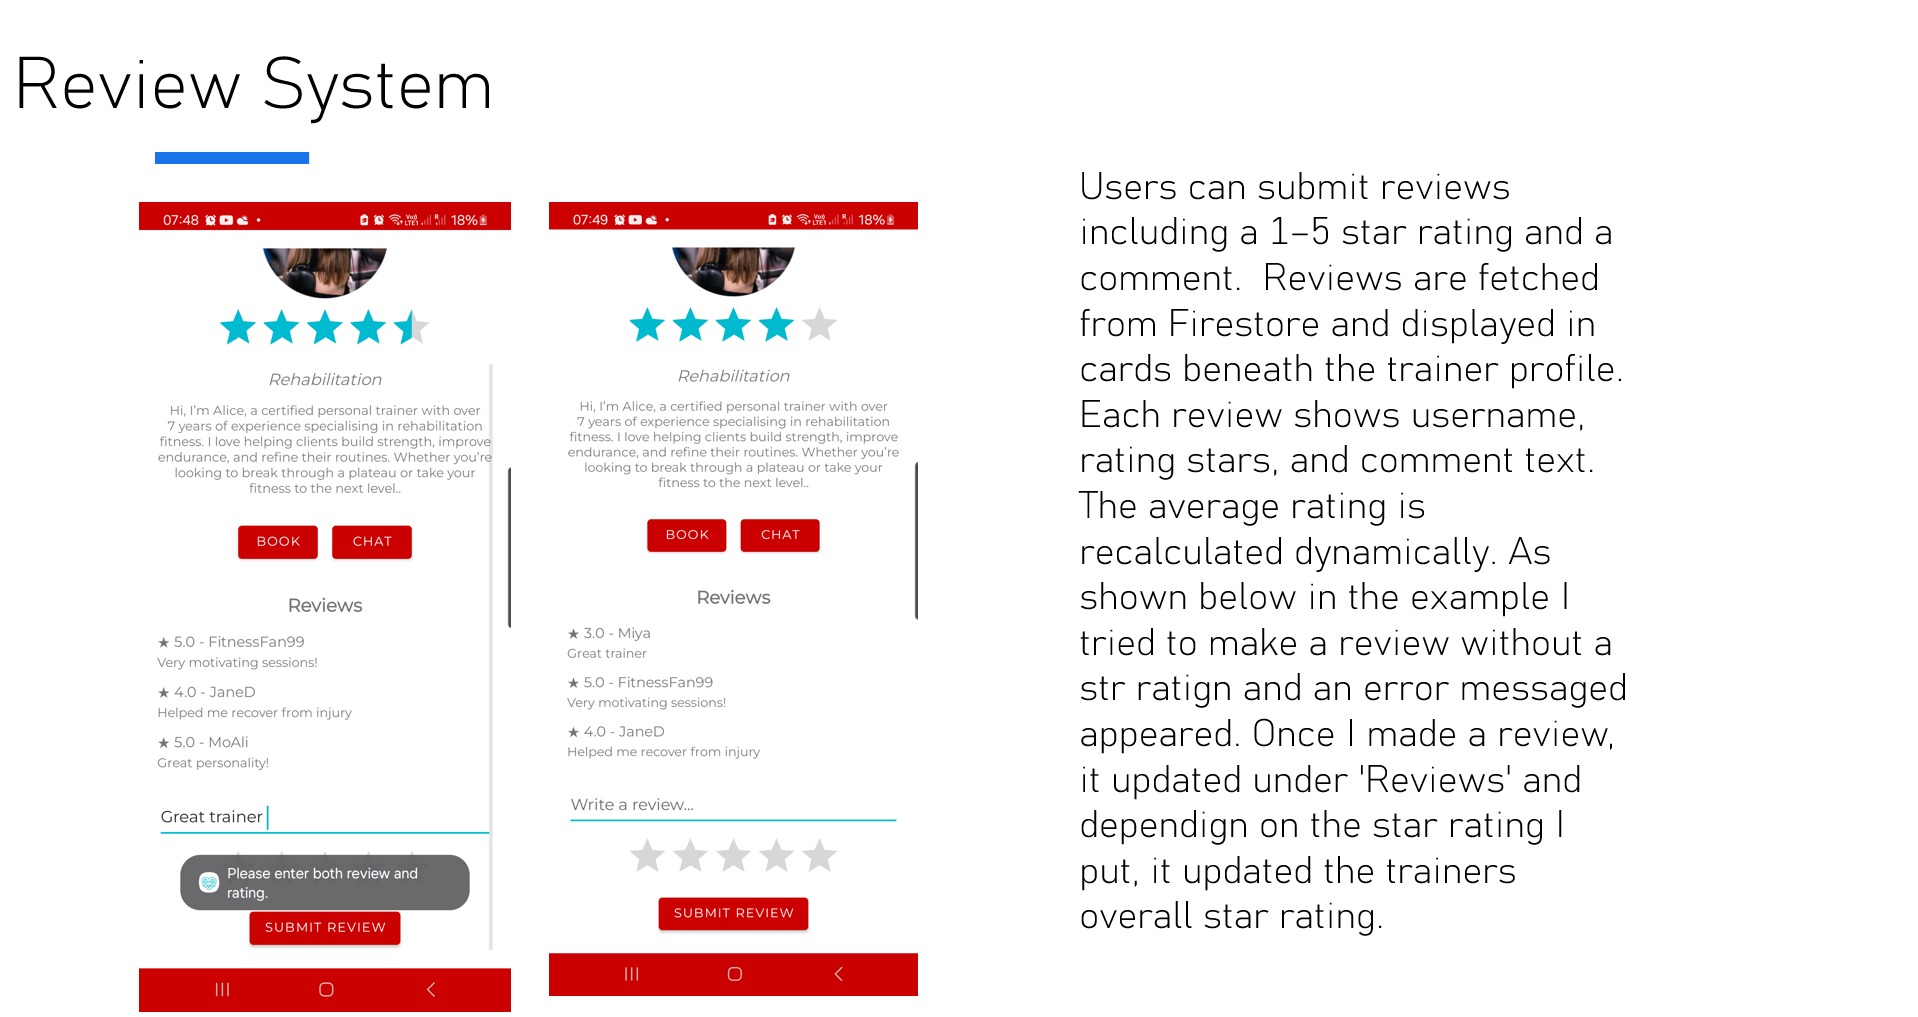 Review System
07:48
Vo)) LTE1 R 18%
Rehabilitation
Hi, I'm Alice, a certified personal trainer with over
7 years of experience specialising in rehabilitation
fitness. I love helping clients build strength, improve
endurance, and refine their routines. Whether you're
looking to break through a plateau or take your
fitness to the next level..
BOOK CHAT
Reviews
★ 5.0 - FitnessFan99
Very motivating sessions!
★ 4.0 - JaneD
Helped me recover from injury
★ 5.0 - MoAli
Great personality!
Great trainer
Please enter both review and
rating.
SUBMIT REVIEW
07:49
Vo)) LTE1 R 18%
Rehabilitation
Hi, I'm Alice, a certified personal trainer with over
7 years of experience specialising in rehabilitation
fitness. I love helping clients build strength, improve
endurance, and refine their routines. Whether you're
looking to break through a plateau or take your
fitness to the next level..
BOOK CHAT
Reviews
★ 3.0 - Miya
Great trainer
★ 5.0 - FitnessFan99
Very motivating sessions!
★ 4.0 - JaneD
Helped me recover from injury
Write a review...
SUBMIT REVIEW
Users can submit reviews
including a 1–5 star rating and a
comment.  Reviews are fetched
from Firestore and displayed in
cards beneath the trainer profile.
Each review shows username,
rating stars, and comment text.
The average rating is
recalculated dynamically. As
shown below in the example I
tried to make a review without a
str ratign and an error messaged
appeared. Once I made a review,
it updated under 'Reviews' and
dependign on the star rating I
put, it updated the trainers
overall star rating.